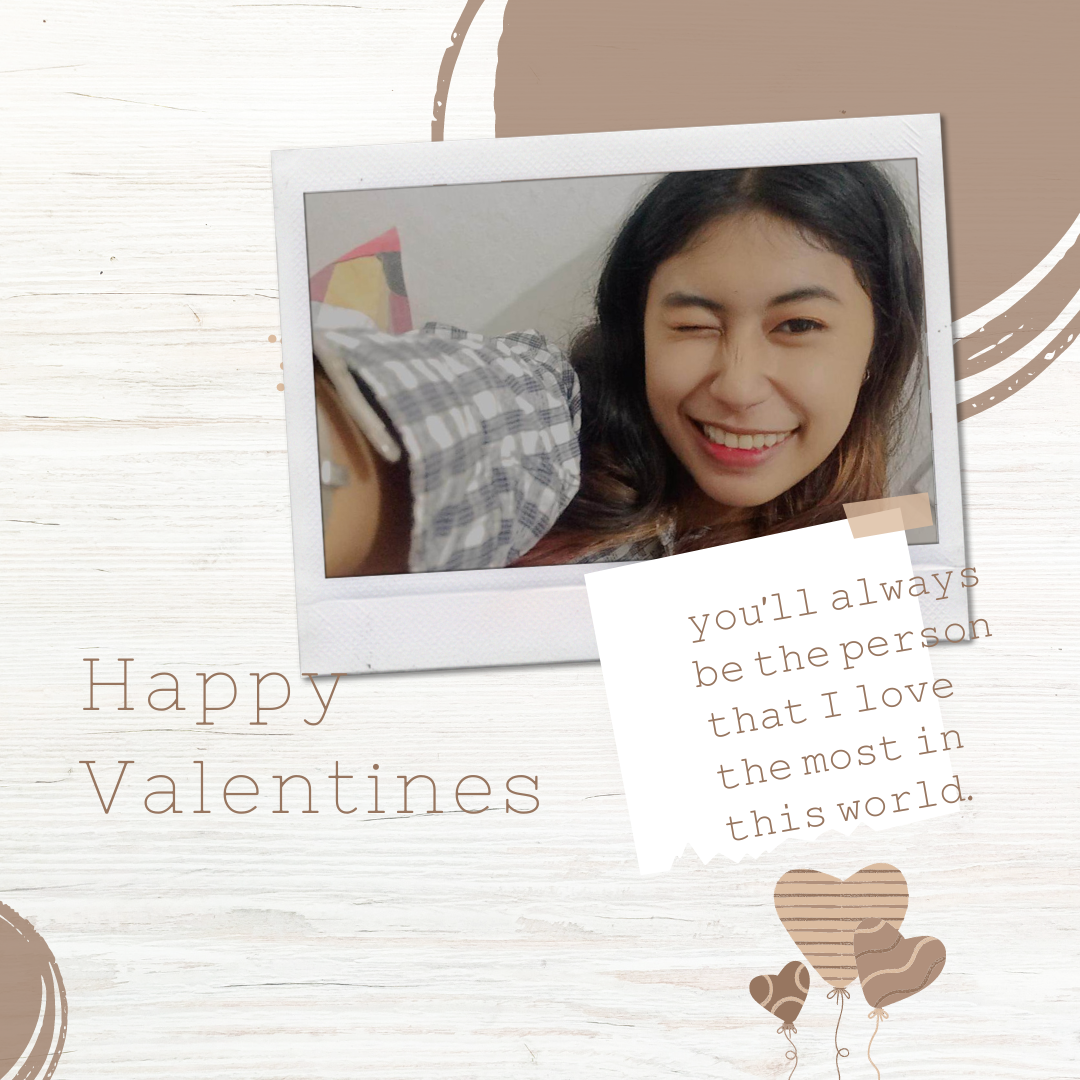 you'll always
be the person
that I love
the most in
this world.
Happy
Valentines